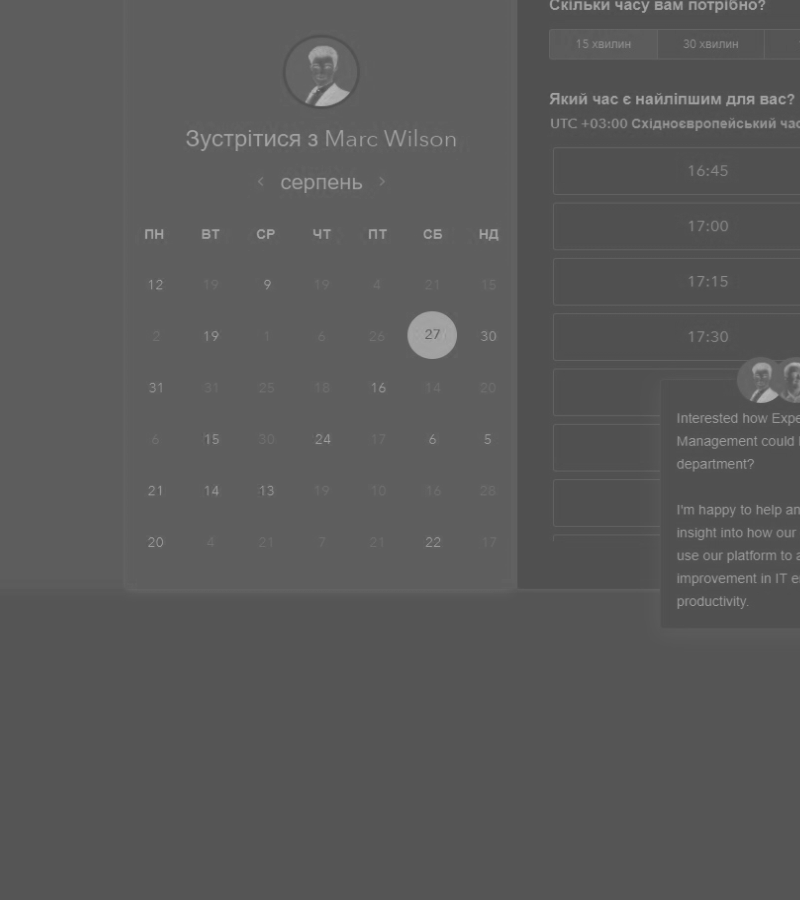 Скільки часу вам потрібно?
15 хвилин 30 хвилин
Який час є найліпшим для вас?
UTC +03:00 Східноєвропейський час
Зустрітися з Marc Wilson
< серпень >
ПН ВТ СР ЧТ ПТ СБ НД
12 19 9 19 4 21 15
2 19 1 6 26 27 30
31 31 25 18 16 14 20
6 15 30 24 17 6 5
21 14 13 19 10 16 28
20 4 21 7 21 22 17
16:45
17:00
17:15
17:30
Interested how
Management could
department?
I'm happy to help
insight into how our
use our platform to
improvement in IT
productivity.